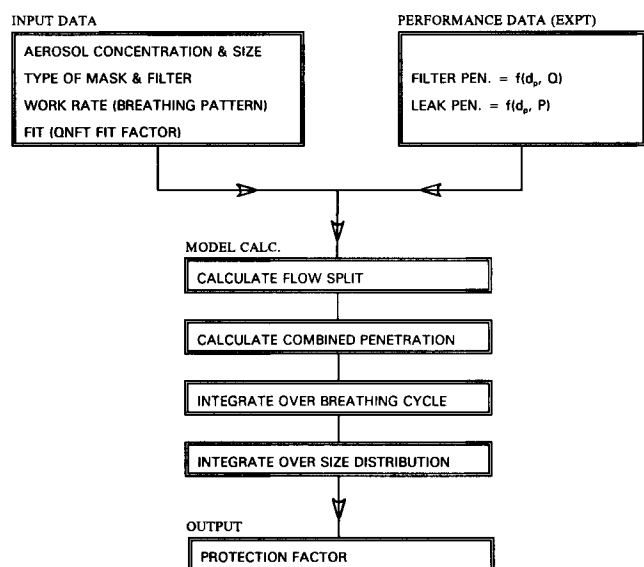 INPUT DATA
AEROSOL CONCENTRATION & SIZE
TYPE OF MASK & FILTER
WORK RATE (BREATHING PATTERN)
FIT (QNFT FIT FACTOR)
PERFORMANCE DATA (EXPT)
FILTER PEN. = f(dₚ, Q)
LEAK PEN. = f(dₚ, P)
MODEL CALC.
CALCULATE FLOW SPLIT
CALCULATE COMBINED PENETRATION
INTEGRATE OVER BREATHING CYCLE
INTEGRATE OVER SIZE DISTRIBUTION
OUTPUT
PROTECTION FACTOR